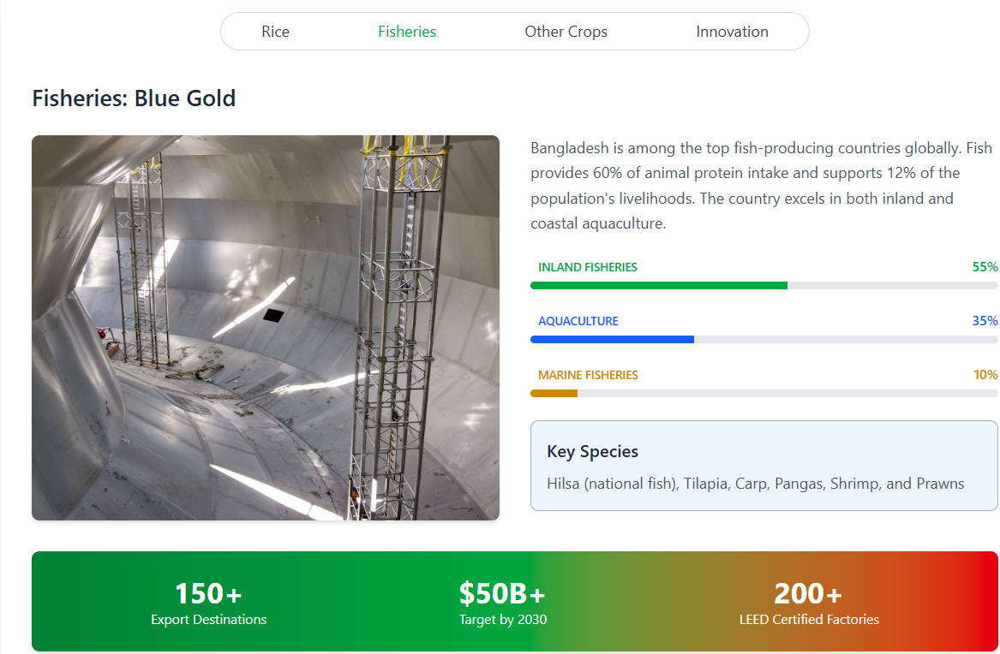 Rice Fisheries Other Crops Innovation
Fisheries: Blue Gold
Bangladesh is among the top fish-producing countries globally. Fish
provides 60% of animal protein intake and supports 12% of the
population's livelihoods. The country excels in both inland and
coastal aquaculture.
INLAND FISHERIES 55%
AQUACULTURE 35%
MARINE FISHERIES 10%
Key Species
Hilsa (national fish), Tilapia, Carp, Pangas, Shrimp, and Prawns
150+ $50B+ 200+
Export Destinations Target by 2030 LEED Certified Factories